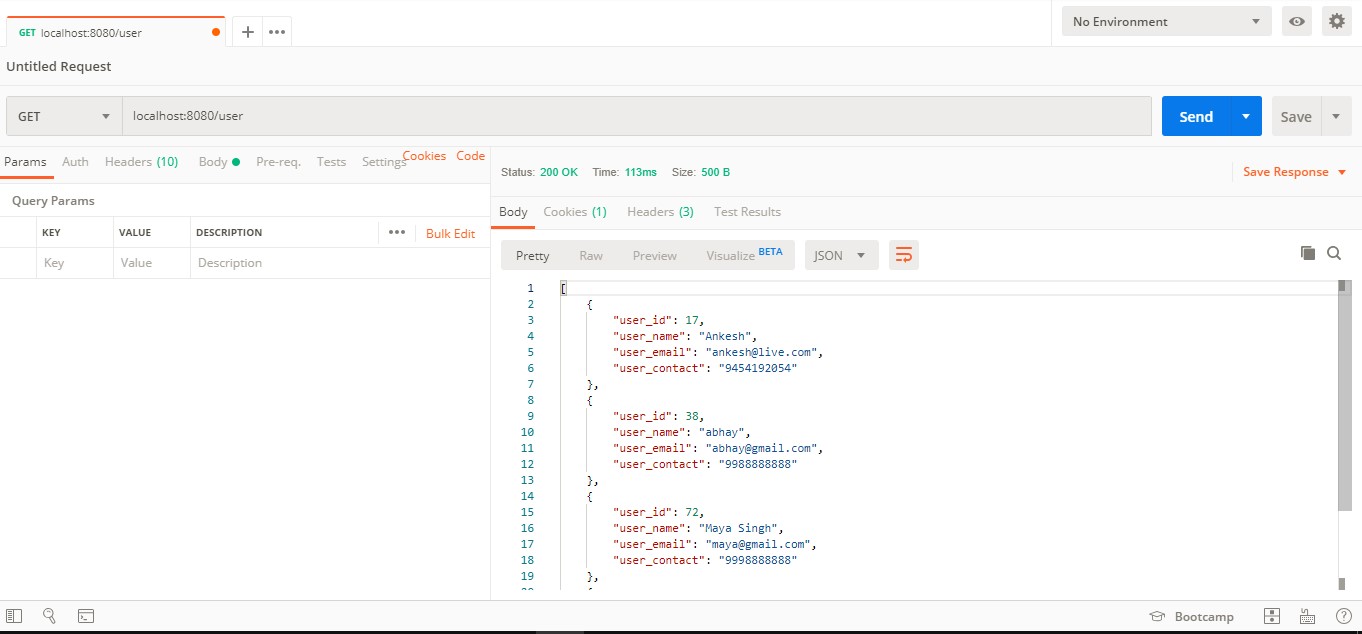 GET localhost:8080/user
No Environment
Untitled Request
GET localhost:8080/user Send Save
Params Auth Headers (10) Body Pre-req. Tests Settings Cookies Code
Query Params
KEY VALUE DESCRIPTION Bulk Edit
Key Value Description
Status: 200 OK Time: 113ms Size: 500 B Save Response
Body Cookies (1) Headers (3) Test Results
Pretty Raw Preview Visualize BETA JSON
1 [
2 {
3 "user_id": 17,
4 "user_name": "Ankesh",
5 "user_email": "ankesh@live.com",
6 "user_contact": "9454192054"
7 },
8 {
9 "user_id": 38,
10 "user_name": "abhay",
11 "user_email": "abhay@gmail.com",
12 "user_contact": "9988888888"
13 },
14 {
15 "user_id": 72,
16 "user_name": "Maya Singh",
17 "user_email": "maya@gmail.com",
18 "user_contact": "9998888888"
19 },
Bootcamp